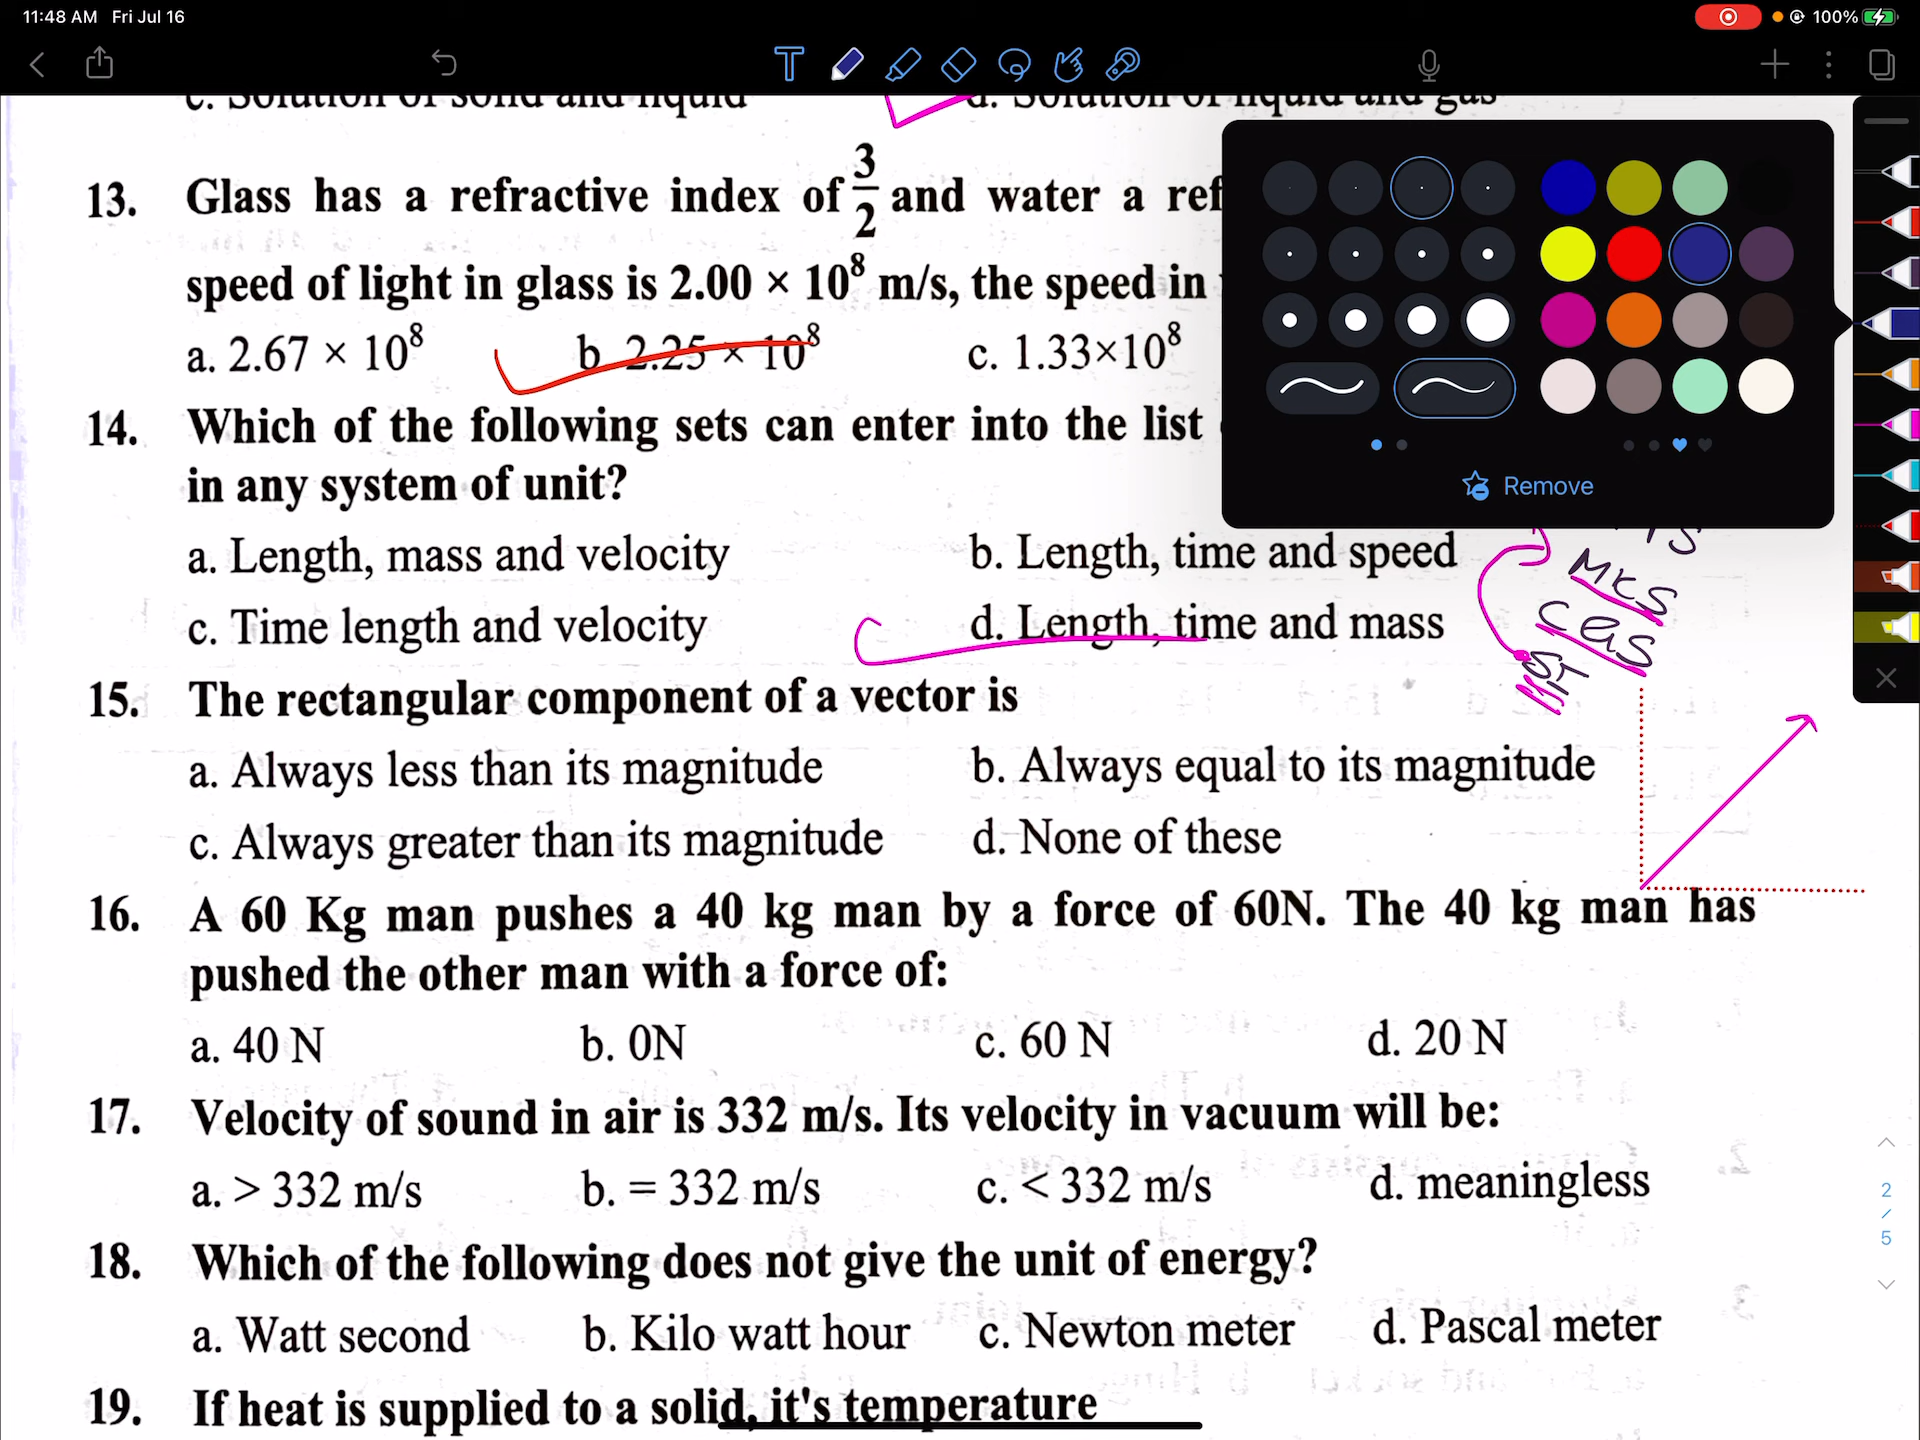 11:48 AM Fri Jul 16
100%
c. Solution of solid and liquid d. Solution of liquid and gas
13. Glass has a refractive index of 3/2 and water a ref
speed of light in glass is 2.00 × 10⁸ m/s, the speed in
a. 2.67 × 10⁸ b. 2.25 × 10⁸ c. 1.33×10⁸
14. Which of the following sets can enter into the list
in any system of unit?
Remove
a. Length, mass and velocity b. Length, time and speed
MKS
c. Time length and velocity d. Length, time and mass
CGS
SI
15. The rectangular component of a vector is
a. Always less than its magnitude b. Always equal to its magnitude
c. Always greater than its magnitude d. None of these
16. A 60 Kg man pushes a 40 kg man by a force of 60N. The 40 kg man has
pushed the other man with a force of:
a. 40 N b. 0N c. 60 N d. 20 N
17. Velocity of sound in air is 332 m/s. Its velocity in vacuum will be:
a. > 332 m/s b. = 332 m/s c. < 332 m/s d. meaningless
2
/
5
18. Which of the following does not give the unit of energy?
a. Watt second b. Kilo watt hour c. Newton meter d. Pascal meter
19. If heat is supplied to a solid, it's temperature